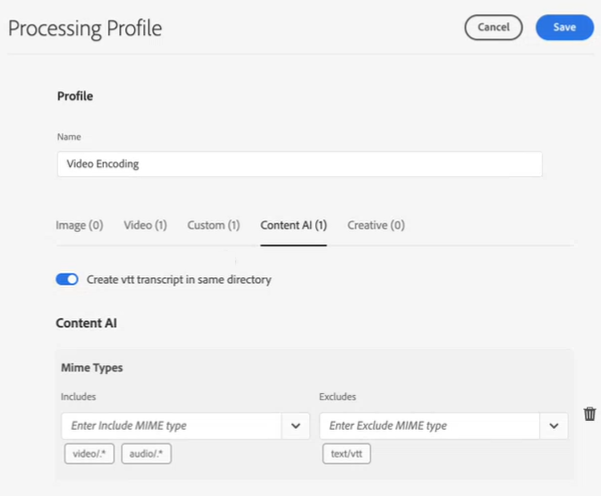 Processing Profile
Cancel
Save
Profile
Name
Video Encoding
Image (0) Video (1) Custom (1) Content AI (1) Creative (0)
Create vtt transcript in same directory
Content AI
Mime Types
Includes Excludes
Enter Include MIME type Enter Exclude MIME type
video/.* audio/.* text/vtt